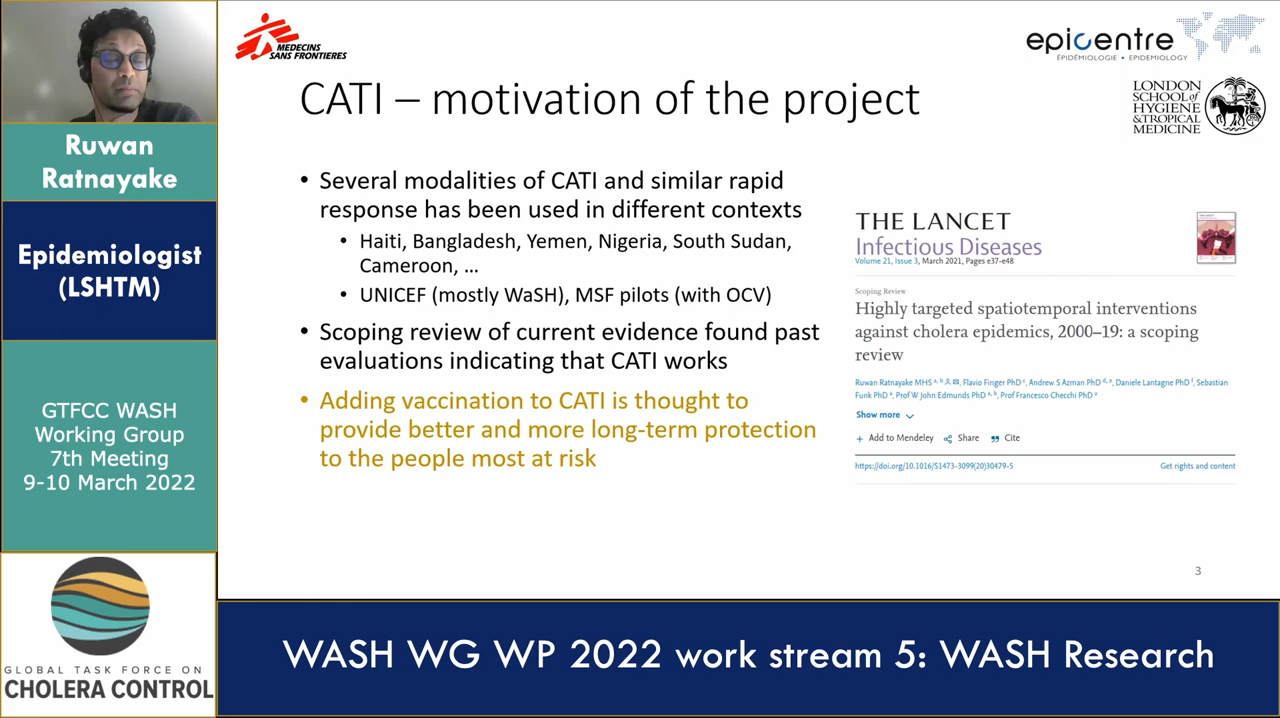 MEDECINS
SANS FRONTIERES
epicentre
ÉPIDÉMIOLOGIE • EPIDEMIOLOGY
LONDON
SCHOOL of
HYGIENE
& TROPICAL
MEDICINE
CATI – motivation of the project
Ruwan
Ratnayake
Epidemiologist
(LSHTM)
GTFCC WASH
Working Group
7th Meeting
9-10 March 2022
GLOBAL TASK FORCE ON
CHOLERA CONTROL
• Several modalities of CATI and similar rapid
response has been used in different contexts
• Haiti, Bangladesh, Yemen, Nigeria, South Sudan,
Cameroon, …
• UNICEF (mostly WaSH), MSF pilots (with OCV)
• Scoping review of current evidence found past
evaluations indicating that CATI works
• Adding vaccination to CATI is thought to
provide better and more long-term protection
to the people most at risk
THE LANCET
Infectious Diseases
Volume 21, Issue 3, March 2021, Pages e37-e48
Scoping Review
Highly targeted spatiotemporal interventions
against cholera epidemics, 2000–19: a scoping
review
Ruwan Ratnayake MHS a, b, Flavio Finger PhD c, Andrew S Azman PhD d, e, Daniele Lantagne PhD f, Sebastian
Funk PhD a, Prof W John Edmunds PhD a, b, Prof Francesco Checchi PhD a
Show more
+ Add to Mendeley Share Cite
https://doi.org/10.1016/S1473-3099(20)30479-5 Get rights and content
3
WASH WG WP 2022 work stream 5: WASH Research